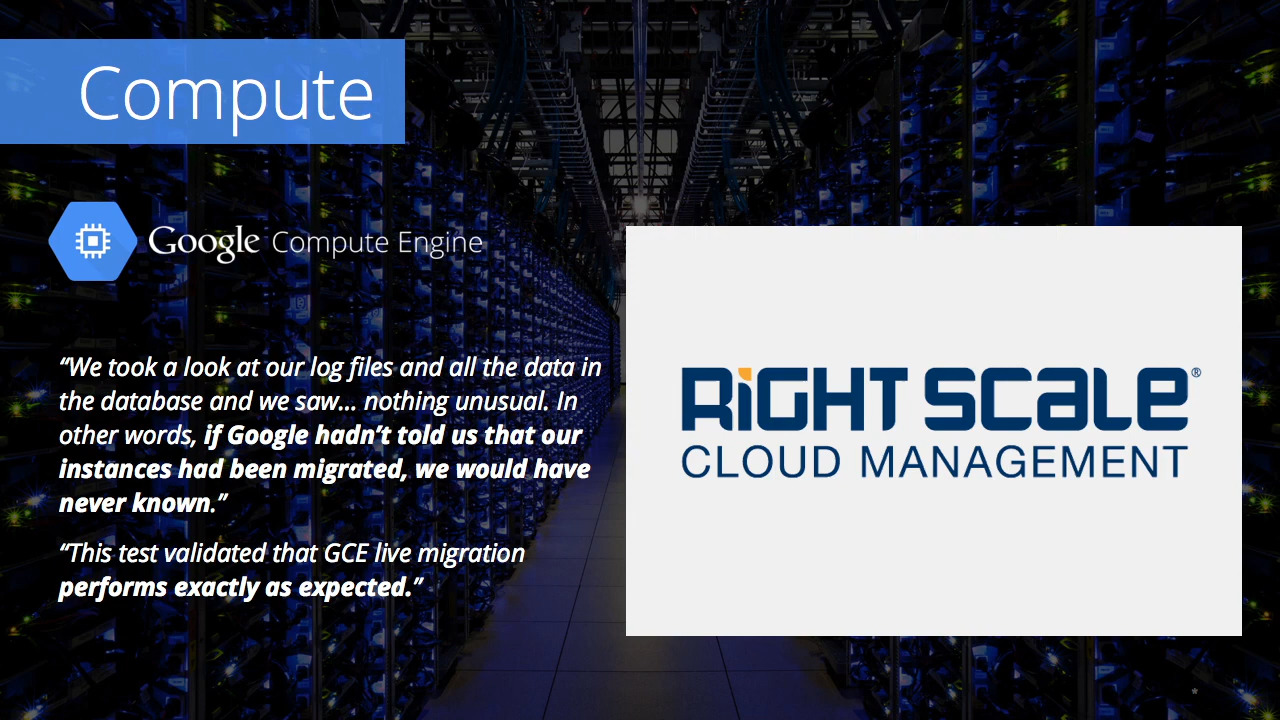 Compute
Google Compute Engine
“We took a look at our log files and all the data in
the database and we saw... nothing unusual. In
other words, if Google hadn’t told us that our
instances had been migrated, we would have
never known.”
“This test validated that GCE live migration
performs exactly as expected.”
RiGHT SCaLe®
CLOUD MANAGEMENT
*